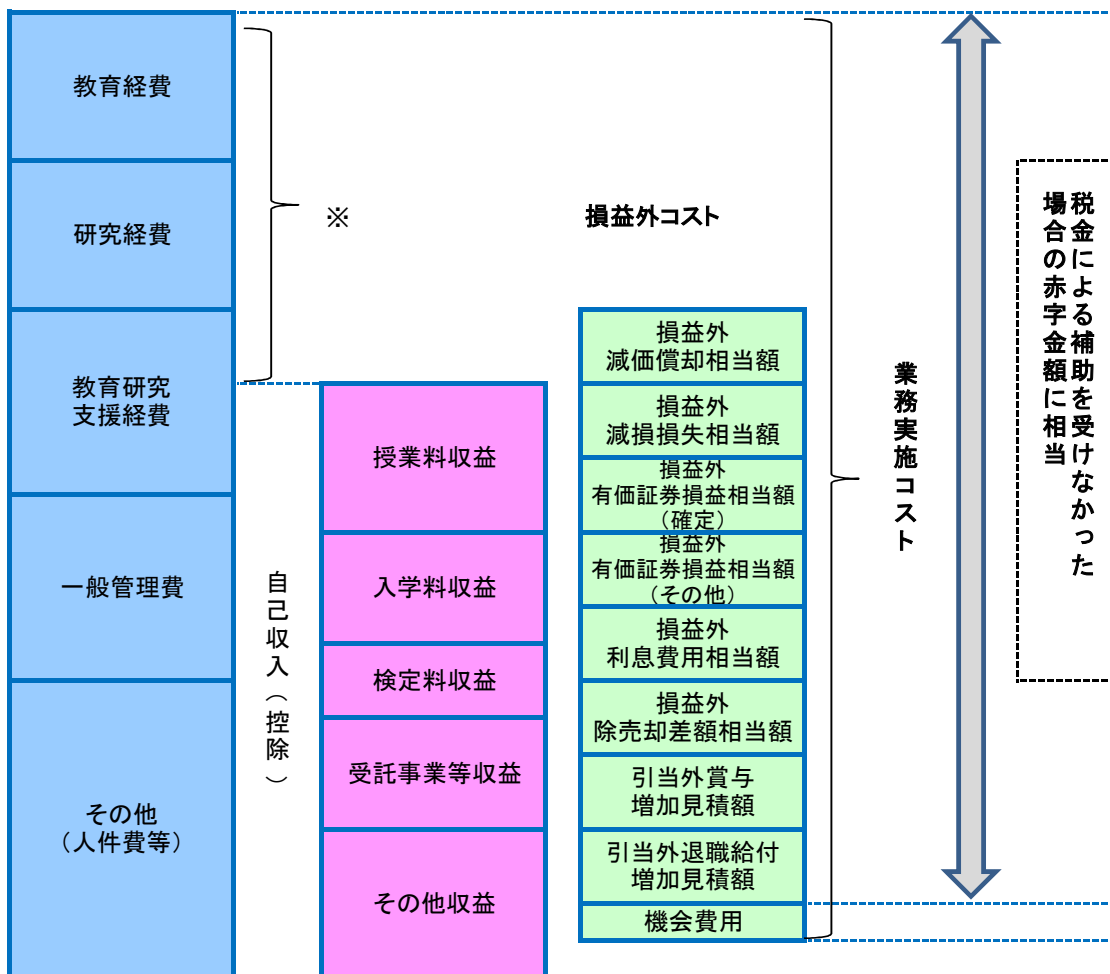 教育経費
研究経費
教育研究
支援経費
一般管理費
その他
（人件費等）
※
自己収入（控除）
授業料収益
入学料収益
検定料収益
受託事業等収益
その他収益
損益外コスト
損益外
減価償却相当額
損益外
減損損失相当額
損益外
有価証券損益相当額
（確定）
損益外
有価証券損益相当額
（その他）
損益外
利息費用相当額
損益外
除売却差額相当額
引当外賞与
増加見積額
引当外退職給付
増加見積額
機会費用
業務実施コスト
税金による補助を受けなかった
場合の赤字金額に相当